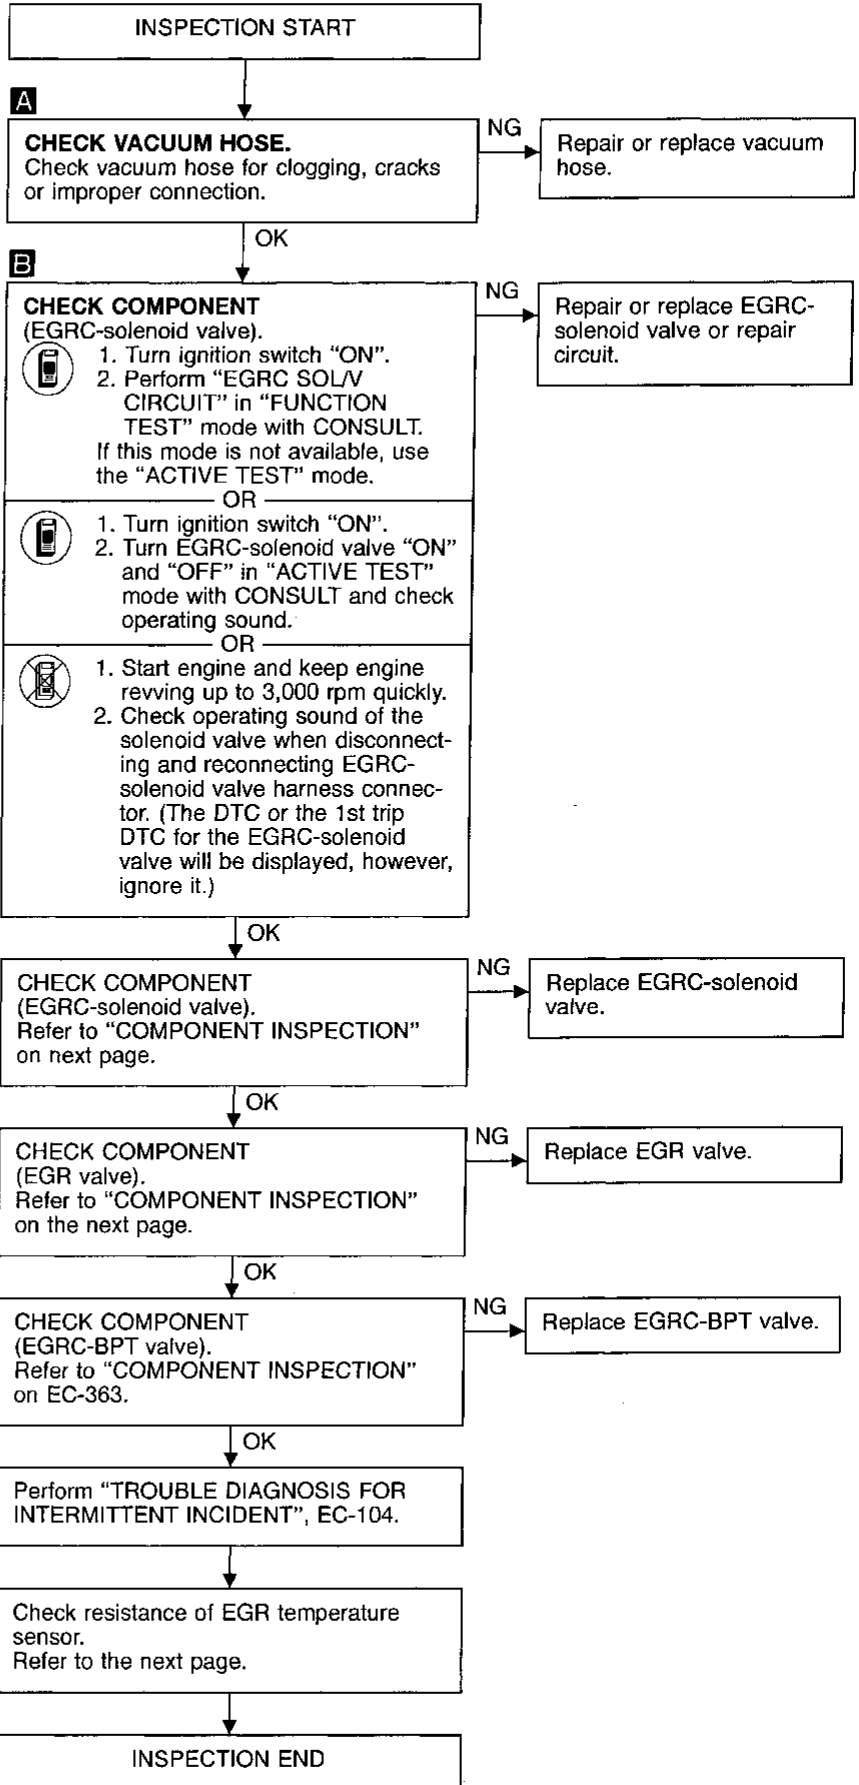 INSPECTION START
A
CHECK VACUUM HOSE.
Check vacuum hose for clogging, cracks
or improper connection.
NG
Repair or replace vacuum
hose.
OK
B
CHECK COMPONENT
(EGRC-solenoid valve).
1. Turn ignition switch “ON”.
2. Perform “EGRC SOL/V
CIRCUIT” in “FUNCTION
TEST” mode with CONSULT.
If this mode is not available, use
the “ACTIVE TEST” mode.
OR
1. Turn ignition switch “ON”.
2. Turn EGRC-solenoid valve “ON”
and “OFF” in “ACTIVE TEST”
mode with CONSULT and check
operating sound.
OR
1. Start engine and keep engine
revving up to 3,000 rpm quickly.
2. Check operating sound of the
solenoid valve when disconnect-
ing and reconnecting EGRC-
solenoid valve harness connec-
tor. (The DTC or the 1st trip
DTC for the EGRC-solenoid
valve will be displayed, however,
ignore it.)
NG
Repair or replace EGRC-
solenoid valve or repair
circuit.
OK
CHECK COMPONENT
(EGRC-solenoid valve).
Refer to “COMPONENT INSPECTION”
on next page.
NG
Replace EGRC-solenoid
valve.
OK
CHECK COMPONENT
(EGR valve).
Refer to “COMPONENT INSPECTION”
on the next page.
NG
Replace EGR valve.
OK
CHECK COMPONENT
(EGRC-BPT valve).
Refer to “COMPONENT INSPECTION”
on EC-363.
NG
Replace EGRC-BPT valve.
OK
Perform “TROUBLE DIAGNOSIS FOR
INTERMITTENT INCIDENT”, EC-104.
Check resistance of EGR temperature
sensor.
Refer to the next page.
INSPECTION END